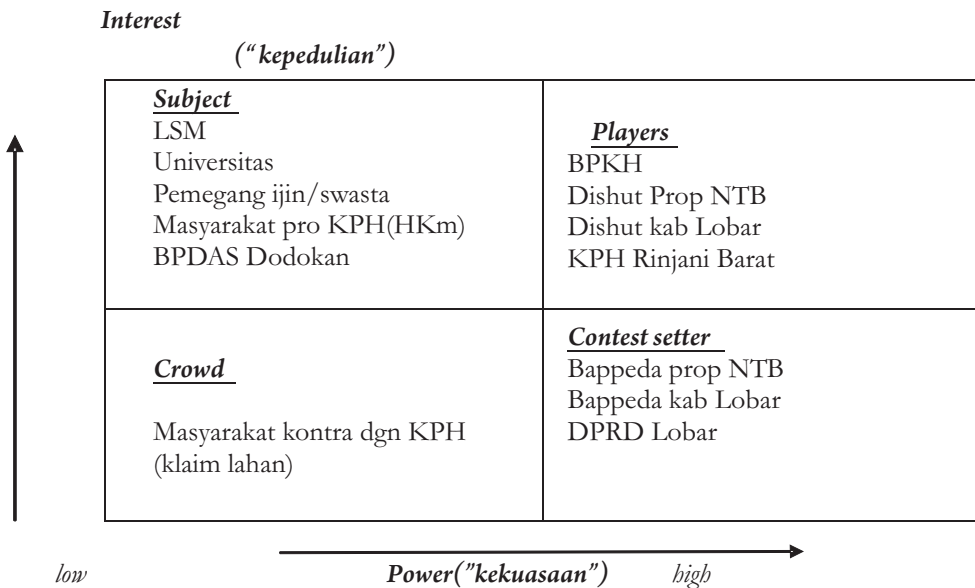 Interest
(“kepedulian”)
Subject
LSM
Universitas
Pemegang ijin/swasta
Masyarakat pro KPH(HKm)
BPDAS Dodokan
Players
BPKH
Dishut Prop NTB
Dishut kab Lobar
KPH Rinjani Barat
Crowd
Masyarakat kontra dgn KPH
(klaim lahan)
Contest setter
Bappeda prop NTB
Bappeda kab Lobar
DPRD Lobar
low Power("kekuasaan") high